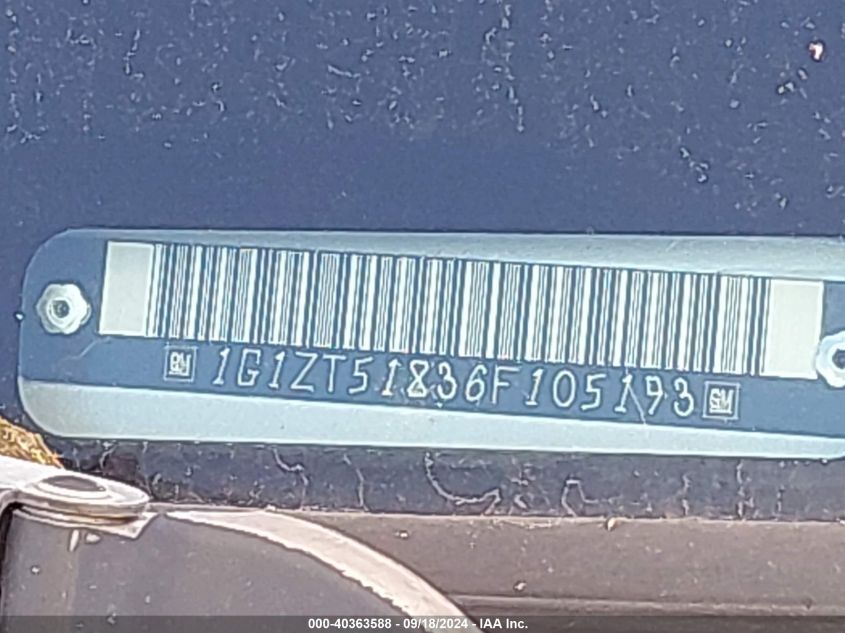 GM 1G1ZT51836F105193 GM
000-40363588 - 09/18/2024 - IAA Inc.